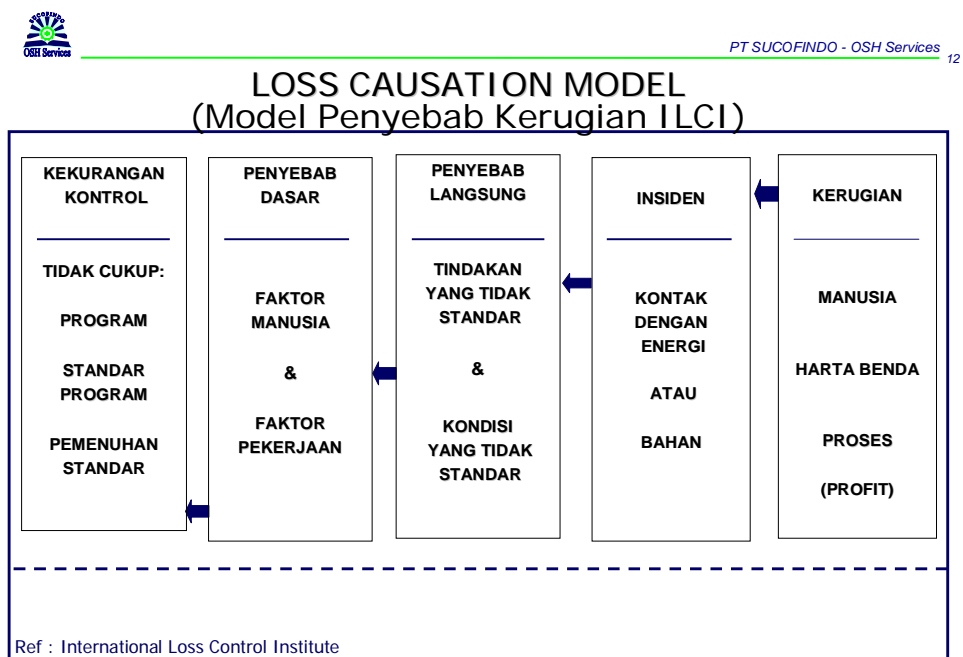 SUCOFINDO
OSH Services
PT SUCOFINDO - OSH Services
12
LOSS CAUSATION MODEL
(Model Penyebab Kerugian ILCI)
KEKURANGAN
KONTROL
TIDAK CUKUP:
PROGRAM
STANDAR
PROGRAM
PEMENUHAN
STANDAR
PENYEBAB
DASAR
FAKTOR
MANUSIA
&
FAKTOR
PEKERJAAN
PENYEBAB
LANGSUNG
TINDAKAN
YANG TIDAK
STANDAR
&
KONDISI
YANG TIDAK
STANDAR
INSIDEN
KONTAK
DENGAN
ENERGI
ATAU
BAHAN
KERUGIAN
MANUSIA
HARTA BENDA
PROSES
(PROFIT)
Ref : International Loss Control Institute